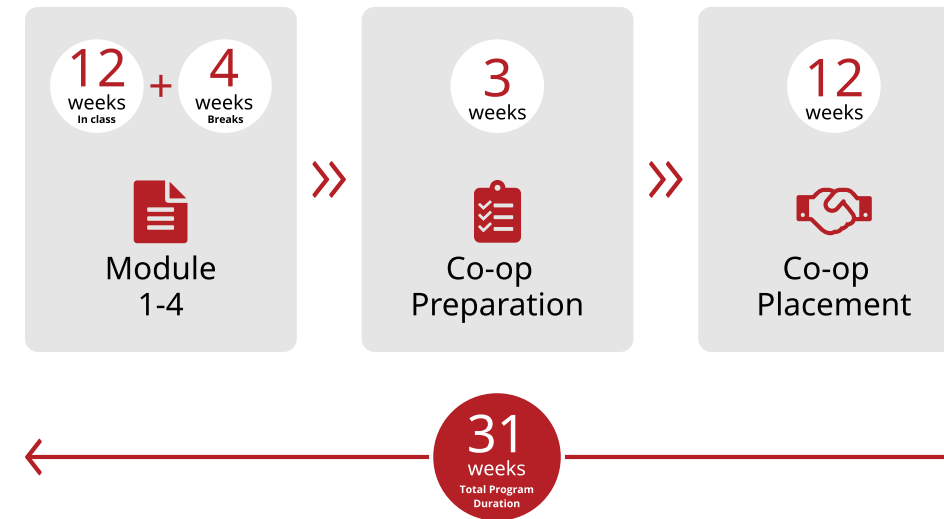 12
weeks
In class
+
4
weeks
Breaks
Module
1-4
3
weeks
Co-op
Preparation
12
weeks
Co-op
Placement
31
weeks
Total Program
Duration